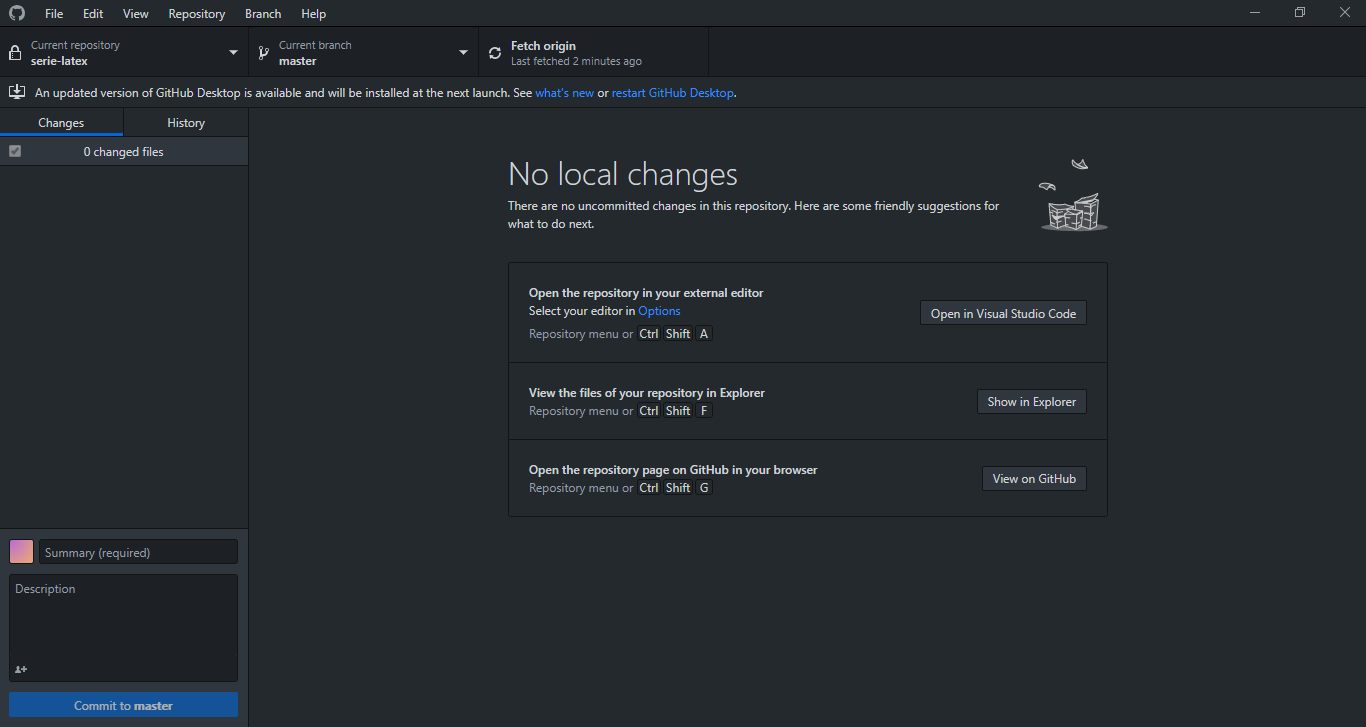 File Edit View Repository Branch Help
Current repository
serie-latex
Current branch
master
Fetch origin
Last fetched 2 minutes ago
An updated version of GitHub Desktop is available and will be installed at the next launch. See what's new or restart GitHub Desktop.
Changes History
0 changed files
No local changes
There are no uncommitted changes in this repository. Here are some friendly suggestions for
what to do next.
Open the repository in your external editor
Select your editor in Options
Repository menu or Ctrl Shift A
Open in Visual Studio Code
View the files of your repository in Explorer
Repository menu or Ctrl Shift F
Show in Explorer
Open the repository page on GitHub in your browser
Repository menu or Ctrl Shift G
View on GitHub
Summary (required)
Description
Commit to master